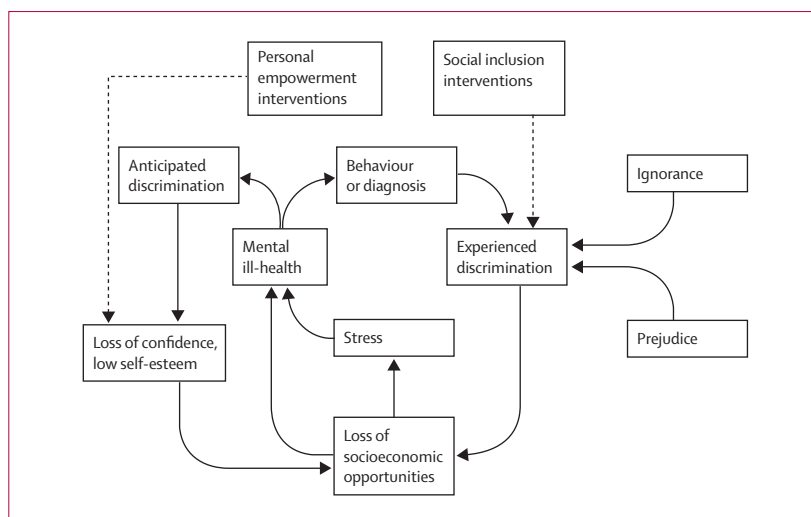 Personal
empowerment
interventions
Social inclusion
interventions
Anticipated
discrimination
Behaviour
or diagnosis
Ignorance
Mental
ill-health
Experienced
discrimination
Loss of confidence,
low self-esteem
Stress
Prejudice
Loss of
socioeconomic
opportunities